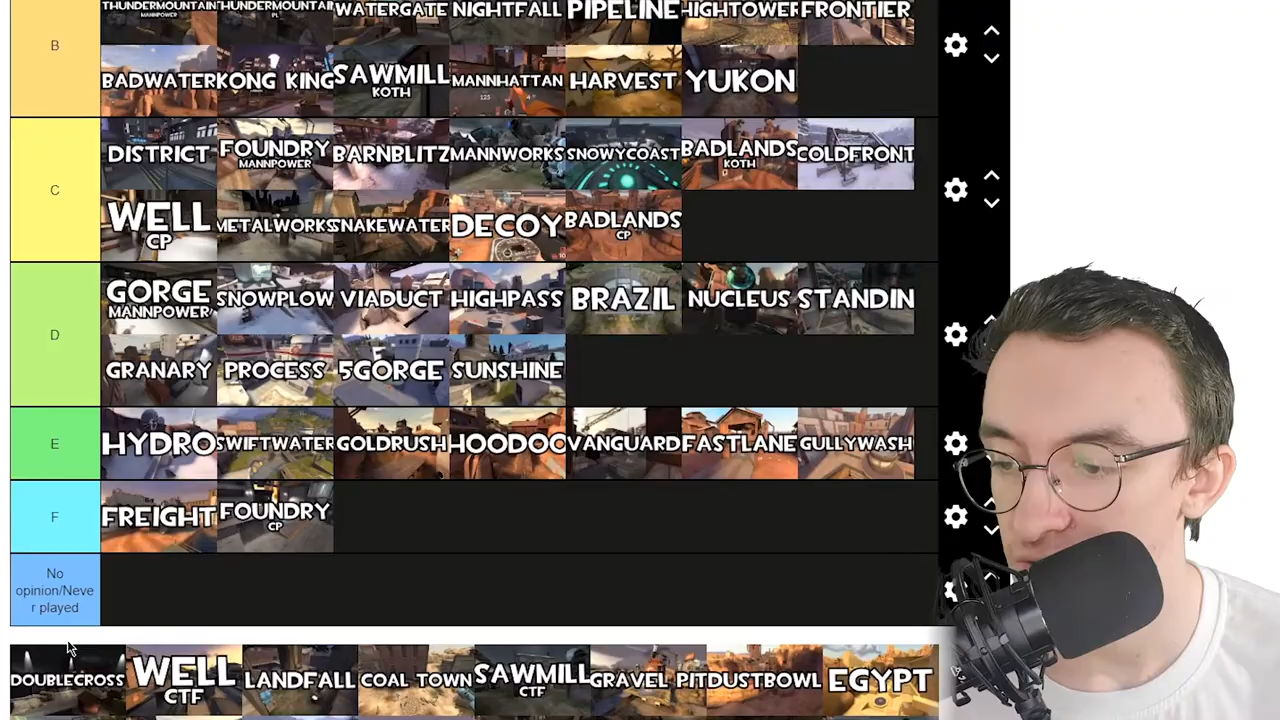 B
THUNDERMOUNTAIN
MANNPOWER
THUNDERMOUNTAIN
PL
WATERGATE
NIGHTFALL
PIPELINE
HIGHTOWER
FRONTIER
BADWATER
KONG KING
SAWMILL
KOTH
MANNHATTAN
HARVEST
YUKON
C
DISTRICT
FOUNDRY
MANNPOWER
BARNBLITZ
MANNWORKS
SNOWYCOAST
BADLANDS
KOTH
COLDFRONT
WELL
CP
METALWORKS
SNAKEWATER
DECOY
BADLANDS
CP
D
GORGE
MANNPOWER
SNOWPLOW
VIADUCT
HIGHPASS
BRAZIL
NUCLEUS
STANDIN
GRANARY
PROCESS
5GORGE
SUNSHINE
E
HYDRO
SWIFTWATER
GOLDRUSH
HOODOO
VANGUARD
FASTLANE
GULLYWASH
F
FREIGHT
FOUNDRY
CP
No
opinion/Neve
r played
DOUBLECROSS
WELL
CTF
LANDFALL
COAL TOWN
SAWMILL
CTF
GRAVEL PIT
DUSTBOWL
EGYPT